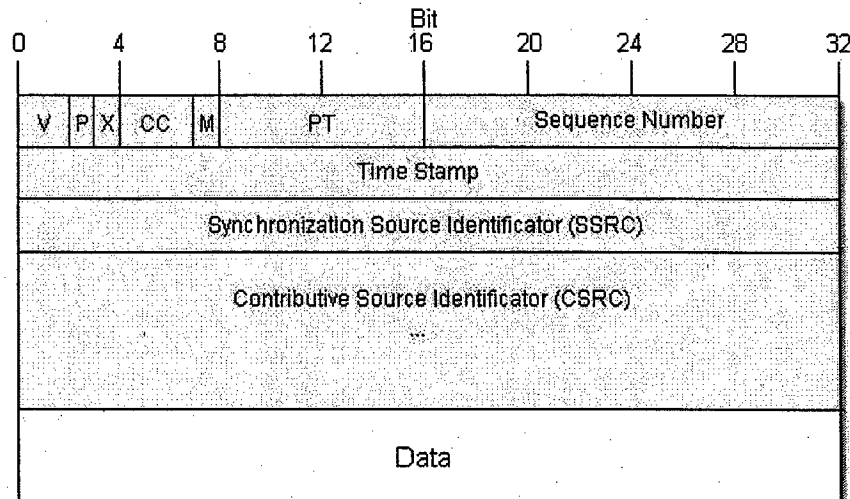 Bit
0 4 8 12 16 20 24 28 32
V P X CC M PT Sequence Number
Time Stamp
Synchronization Source Identificator (SSRC)
Contributive Source Identificator (CSRC)
...
Data